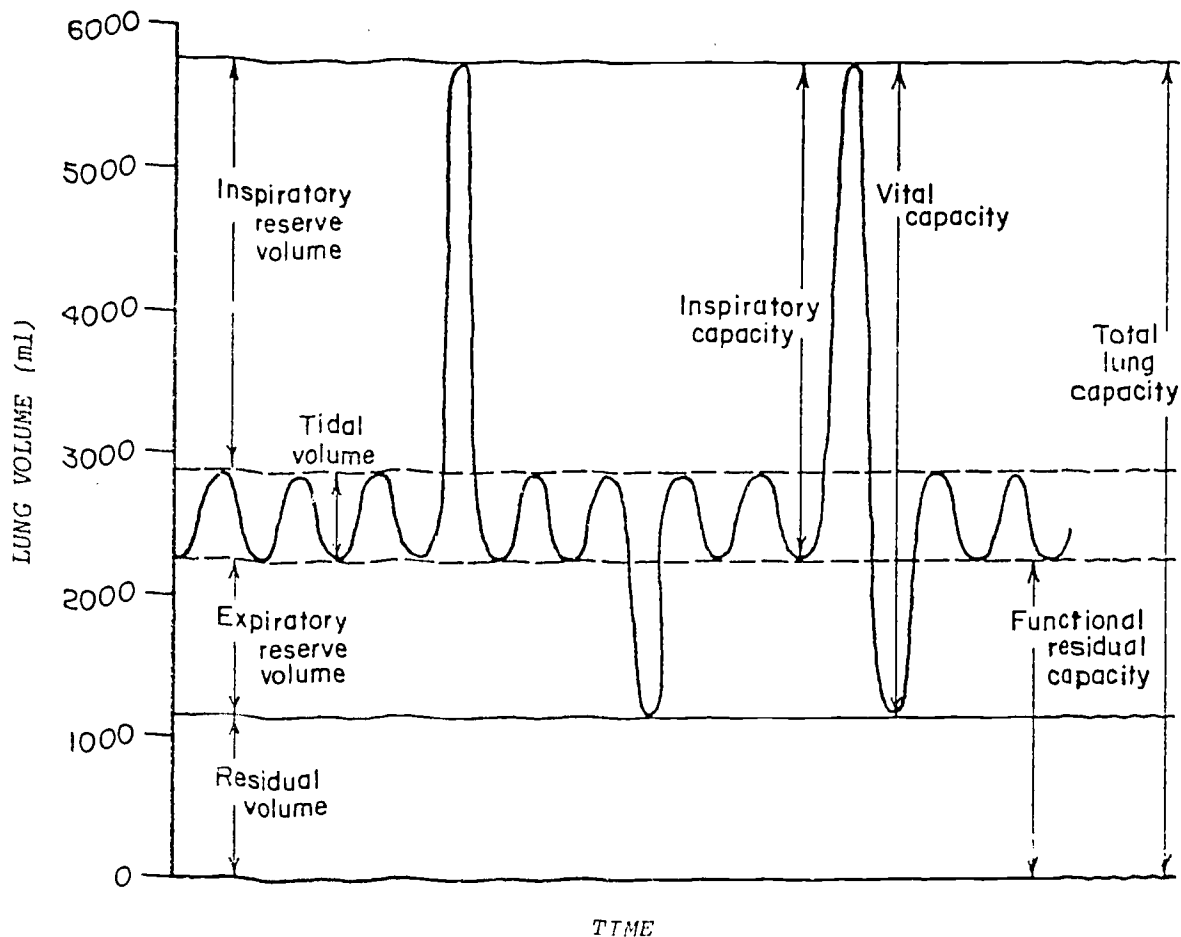 6000
5000
4000
3000
2000
1000
0
LUNG VOLUME (ml)
Inspiratory
reserve
volume
Tidal
volume
Expiratory
reserve
volume
Residual
volume
Inspiratory
capacity
Vital
capacity
Total
lung
capacity
Functional
residual
capacity
TIME